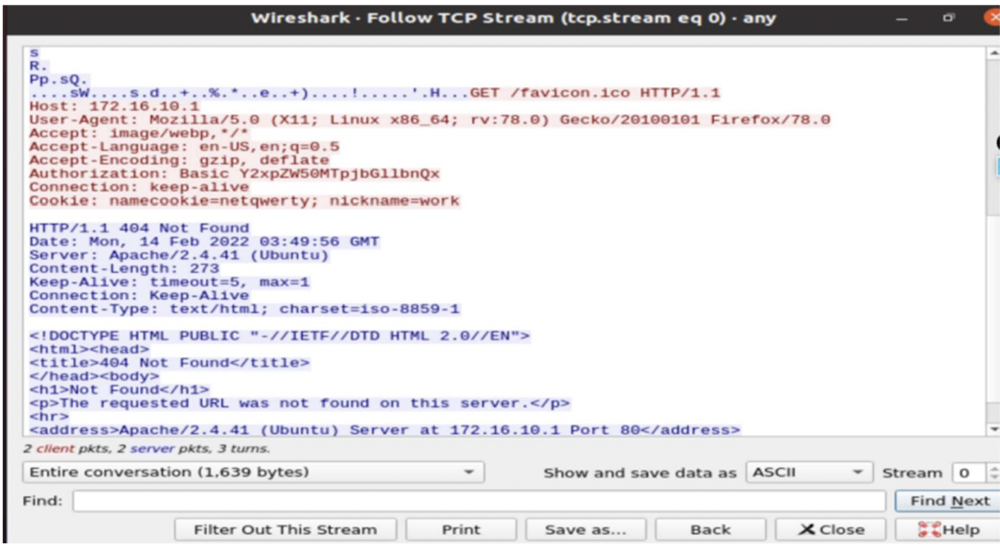 Wireshark · Follow TCP Stream (tcp.stream eq 0) · any
s
R.
Pp.sQ.
....sW....s.d..+..%.*..e..+)....!.....'.H...GET /favicon.ico HTTP/1.1
Host: 172.16.10.1
User-Agent: Mozilla/5.0 (X11; Linux x86_64; rv:78.0) Gecko/20100101 Firefox/78.0
Accept: image/webp,*/*
Accept-Language: en-US,en;q=0.5
Accept-Encoding: gzip, deflate
Authorization: Basic Y2xpZW50MTpjbGllbnQx
Connection: keep-alive
Cookie: namecookie=netqwerty; nickname=work
HTTP/1.1 404 Not Found
Date: Mon, 14 Feb 2022 03:49:56 GMT
Server: Apache/2.4.41 (Ubuntu)
Content-Length: 273
Keep-Alive: timeout=5, max=1
Connection: Keep-Alive
Content-Type: text/html; charset=iso-8859-1
<!DOCTYPE HTML PUBLIC "-//IETF//DTD HTML 2.0//EN">
<html><head>
<title>404 Not Found</title>
</head><body>
<h1>Not Found</h1>
<p>The requested URL was not found on this server.</p>
<hr>
<address>Apache/2.4.41 (Ubuntu) Server at 172.16.10.1 Port 80</address>
2 client pkts, 2 server pkts, 3 turns.
Entire conversation (1,639 bytes) Show and save data as ASCII Stream 0
Find: Find Next
Filter Out This Stream Print Save as... Back Close Help